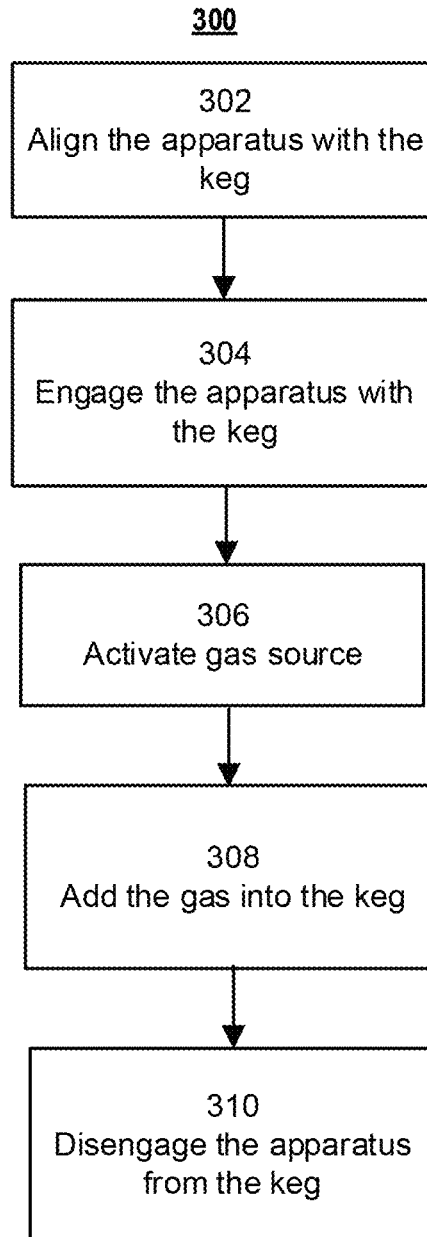 300
302
Align the apparatus with the
keg
304
Engage the apparatus with
the keg
306
Activate gas source
308
Add the gas into the keg
310
Disengage the apparatus
from the keg